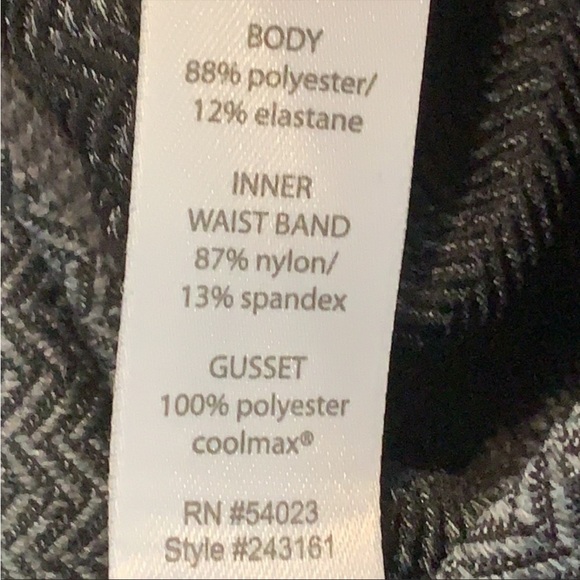 BODY
88% polyester/
12% elastane
INNER
WAIST BAND
87% nylon/
13% spandex
GUSSET
100% polyester
coolmax®
RN #54023
Style #243161